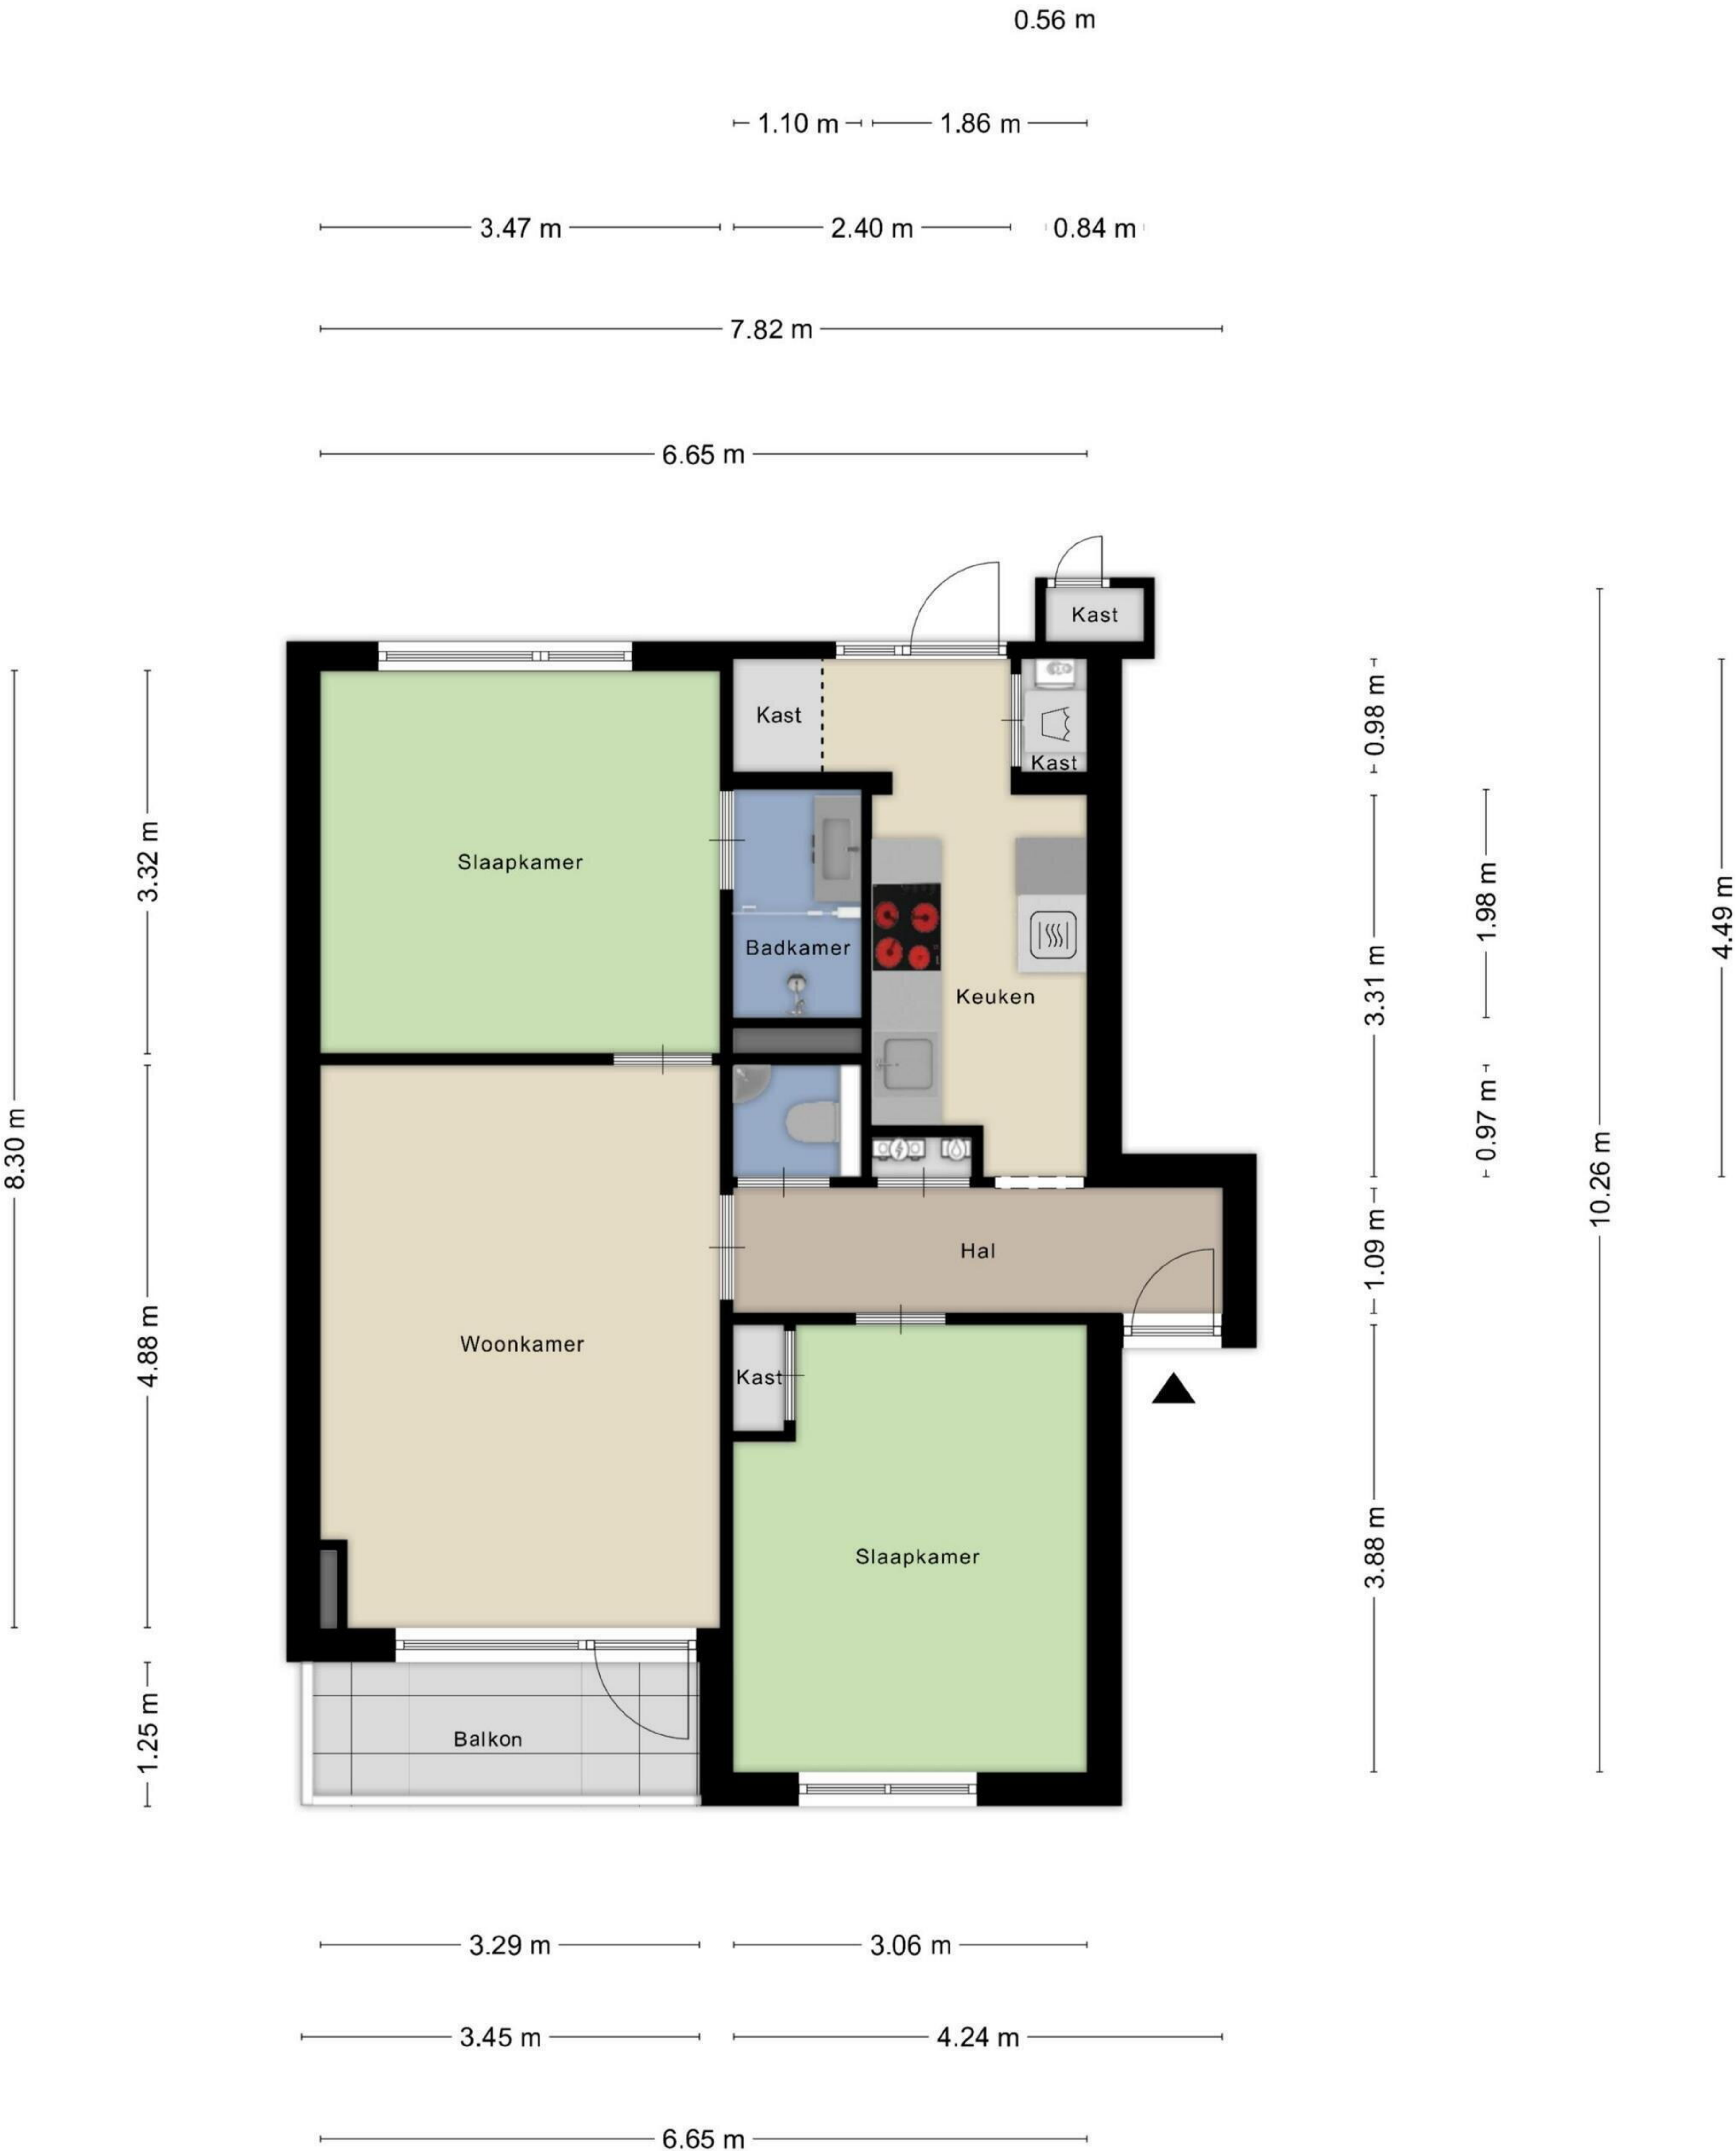 0.56 m
1.10 m
1.86 m
3.47 m
2.40 m
0.84 m
7.82 m
6.65 m
Kast
Kast
Kast
0.98 m
3.32 m
Slaapkamer
1.98 m
4.49 m
Badkamer
Keuken
3.31 m
8.30 m
0.97 m
10.26 m
Hal
1.09 m
4.88 m
Woonkamer
Kast
Slaapkamer
3.88 m
1.25 m
Balkon
3.29 m
3.06 m
3.45 m
4.24 m
6.65 m